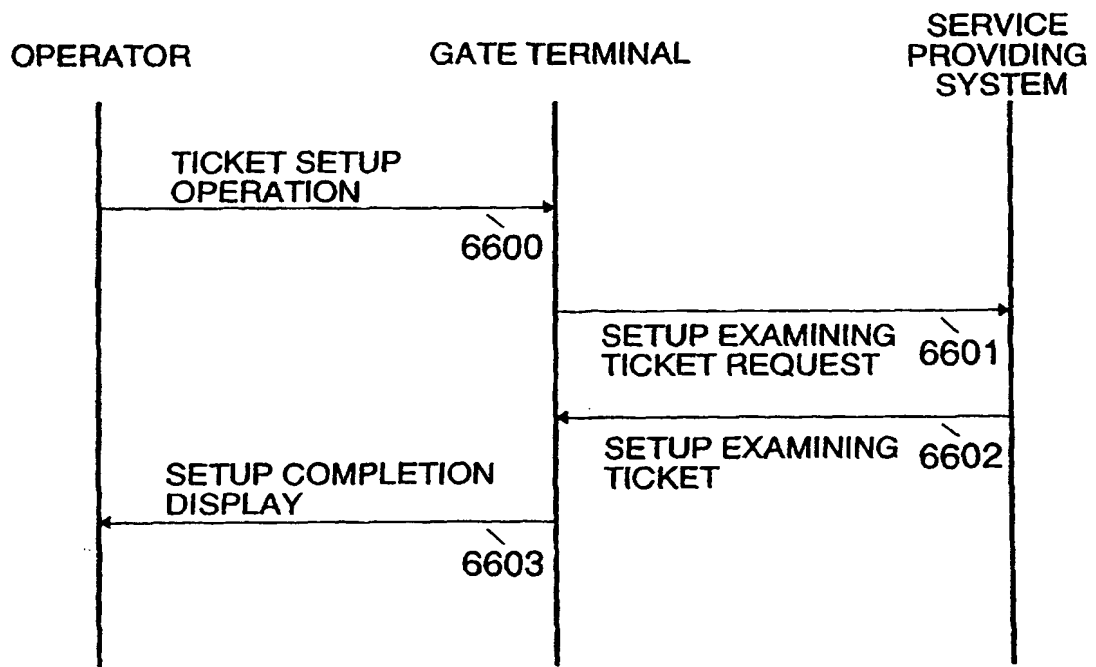 OPERATOR
GATE TERMINAL
SERVICE
PROVIDING
SYSTEM
TICKET SETUP
OPERATION
6600
SETUP EXAMINING
TICKET REQUEST
6601
SETUP EXAMINING
TICKET
6602
SETUP COMPLETION
DISPLAY
6603